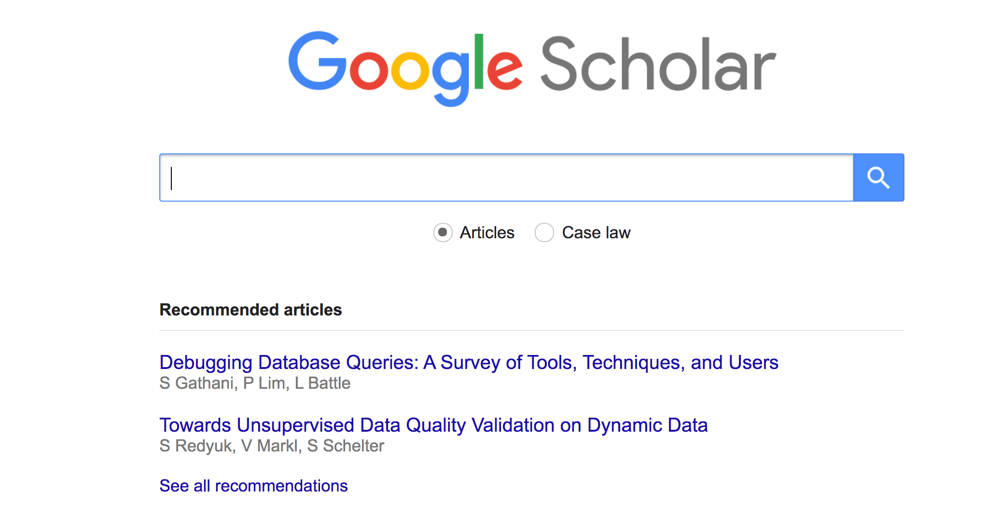 Google Scholar
Articles Case law
Recommended articles
Debugging Database Queries: A Survey of Tools, Techniques, and Users
S Gathani, P Lim, L Battle
Towards Unsupervised Data Quality Validation on Dynamic Data
S Redyuk, V Markl, S Schelter
See all recommendations